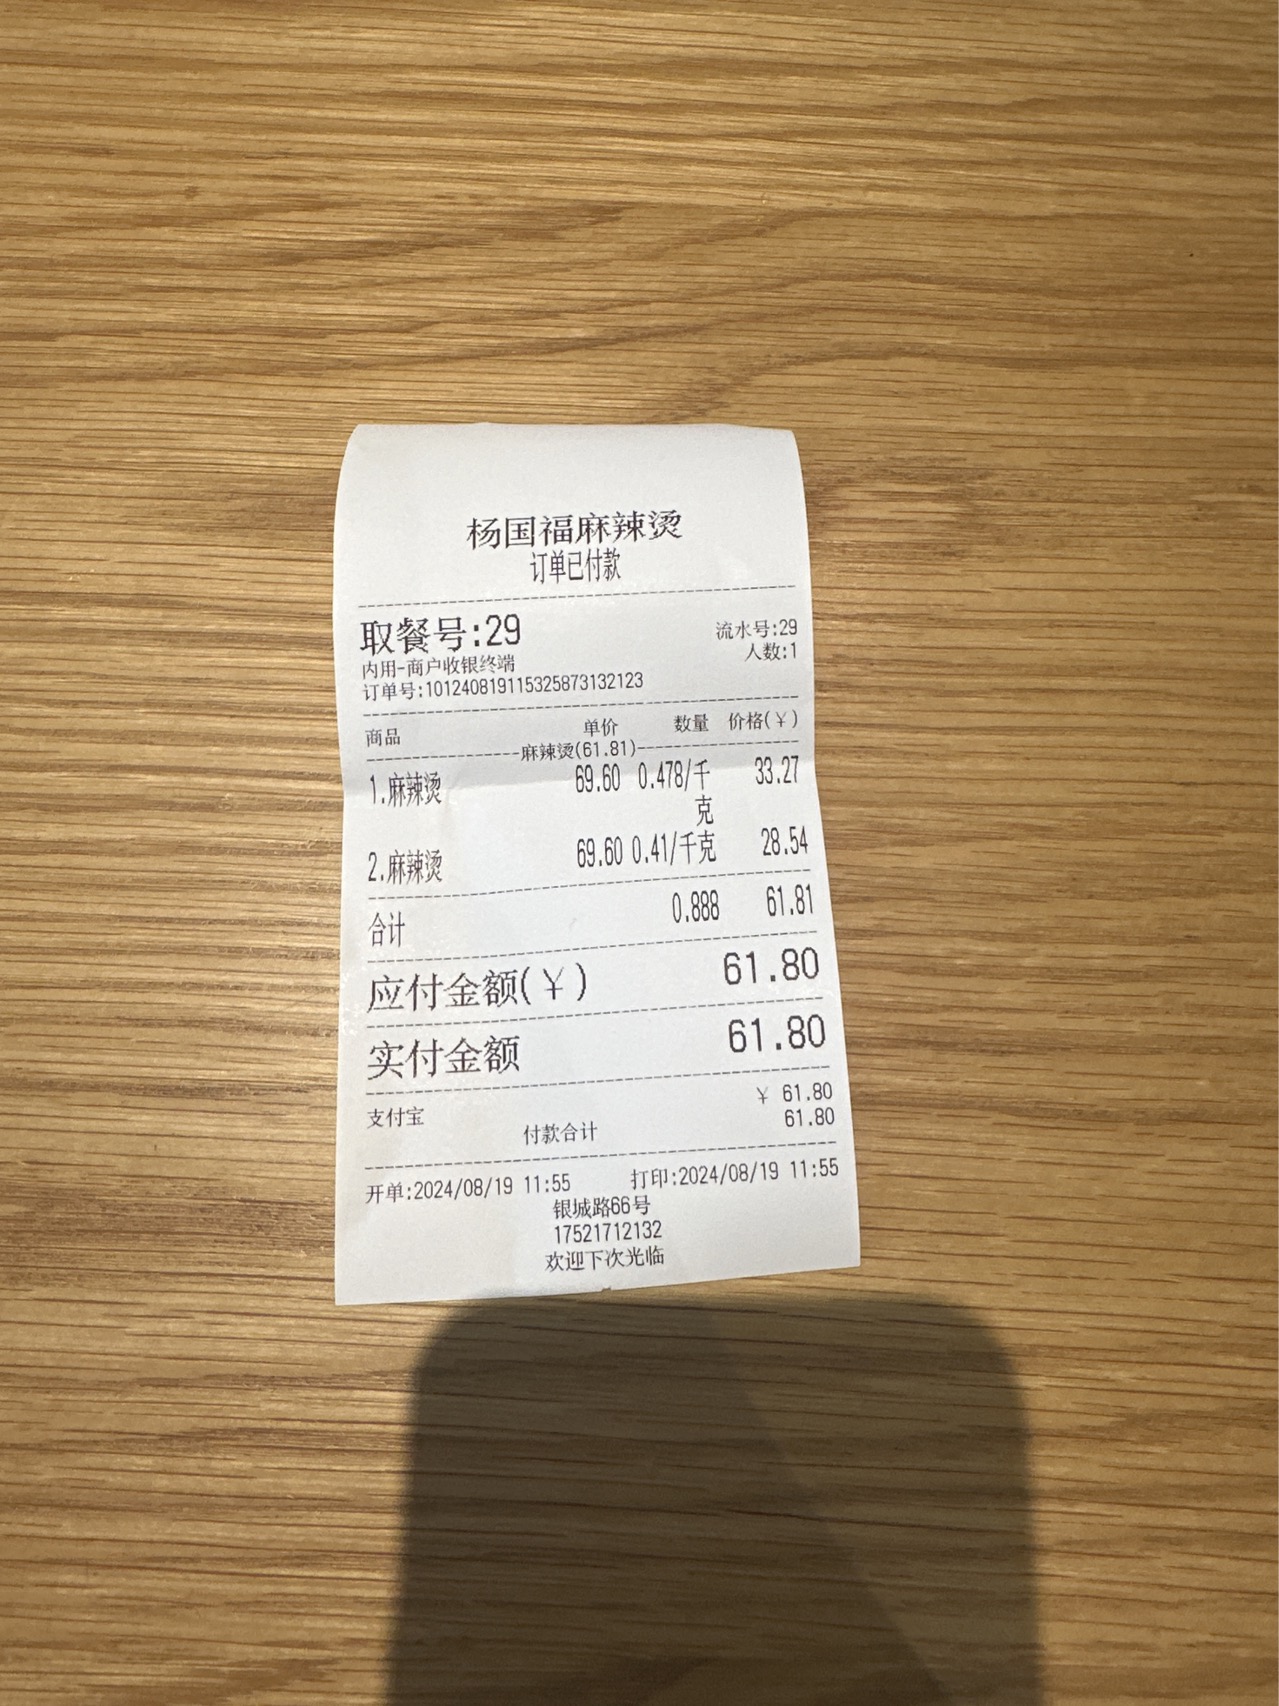 杨国福麻辣烫
订单已付款
取餐号:29 流水号:29
内用-商户收银终端 人数:1
订单号:101240819115325873132123
商品 单价 数量 价格(¥)
麻辣烫(61.81)
1.麻辣烫 69.60 0.478/千克 33.27
2.麻辣烫 69.60 0.41/千克 28.54
合计 0.888 61.81
应付金额(¥) 61.80
实付金额 61.80
支付宝 ¥ 61.80
付款合计 61.80
开单:2024/08/19 11:55 打印:2024/08/19 11:55
银城路66号
17521712132
欢迎下次光临